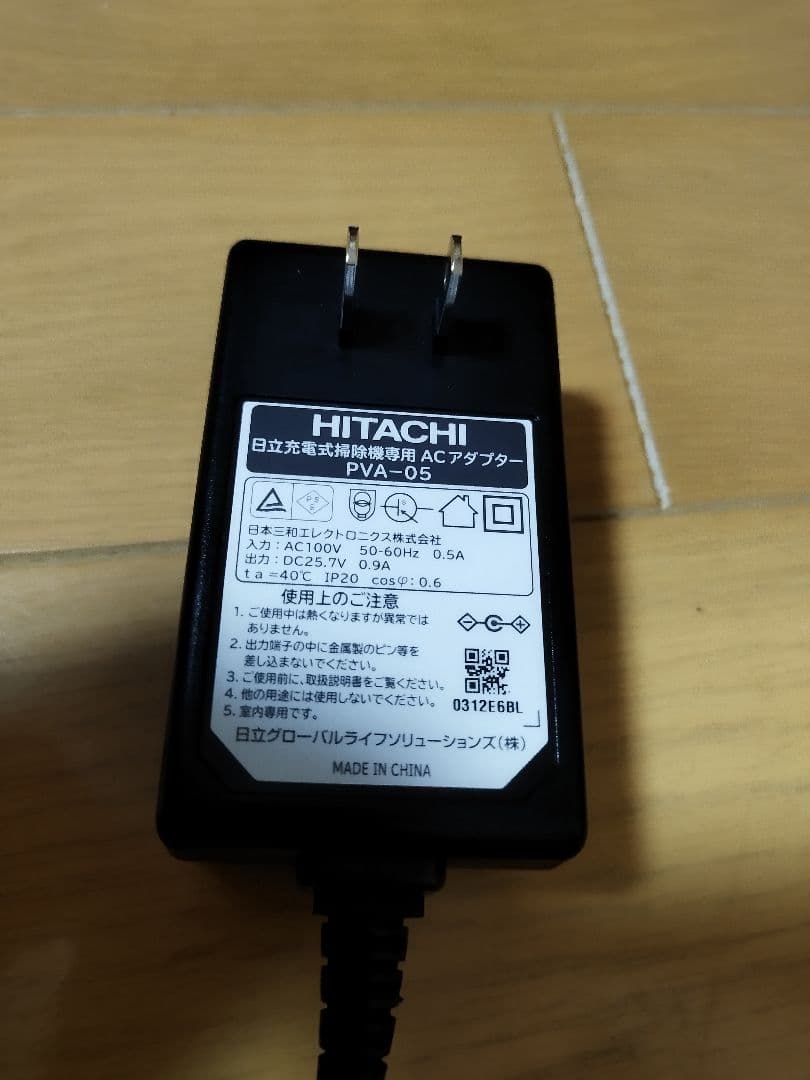 HITACHI
日立充電式掃除機専用 ACアダプター
PVA-05
P S
E
日本三和エレクトロニクス株式会社
入力：AC100V 50-60Hz 0.5A
出力：DC25.7V 0.9A
ta=40℃ IP20 cosφ：0.6
使用上のご注意
1. ご使用中は熱くなりますが異常では
ありません。
2. 出力端子の中に金属製のピン等を
差し込まないでください。
3. ご使用前に、取扱説明書をご覧ください。
4. 他の用途には使用しないでください。
5. 室内専用です。
0312E6BL
日立グローバルライフソリューションズ(株)
MADE IN CHINA